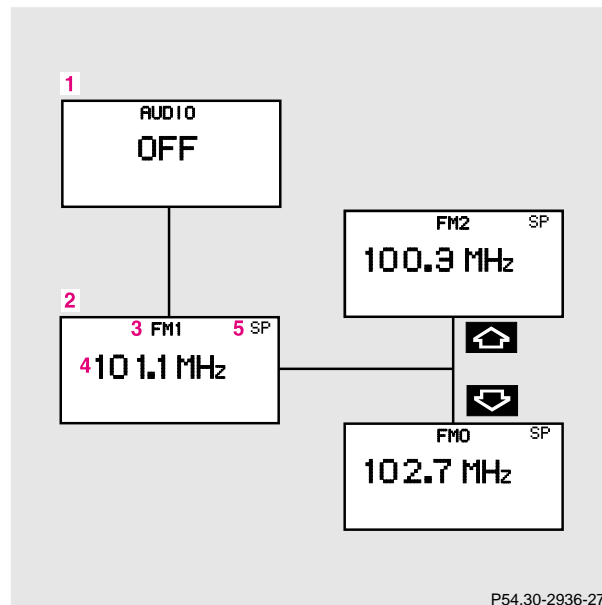 1
AUDIO
OFF
FM2 SP
100.3 MHz
2
3 FM1 5 SP
4 101.1 MHz
FM0 SP
102.7 MHz
P54.30-2936-27